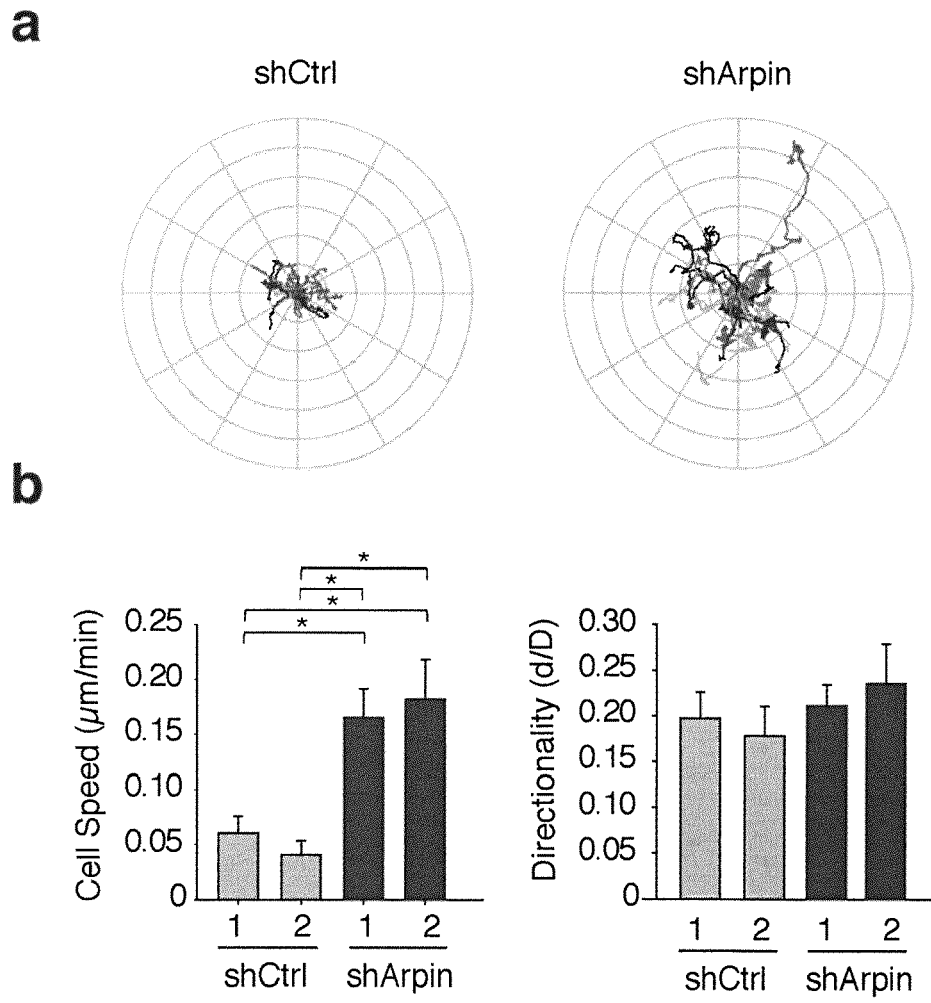 a
shCtrl
shArpin
b
Cell Speed (µm/min)
0.25
0.20
0.15
0.10
0.05
0
*
*
*
*
1
2
1
2
shCtrl
shArpin
Directionality (d/D)
0.30
0.25
0.20
0.15
0.10
0.05
0
1
2
1
2
shCtrl
shArpin